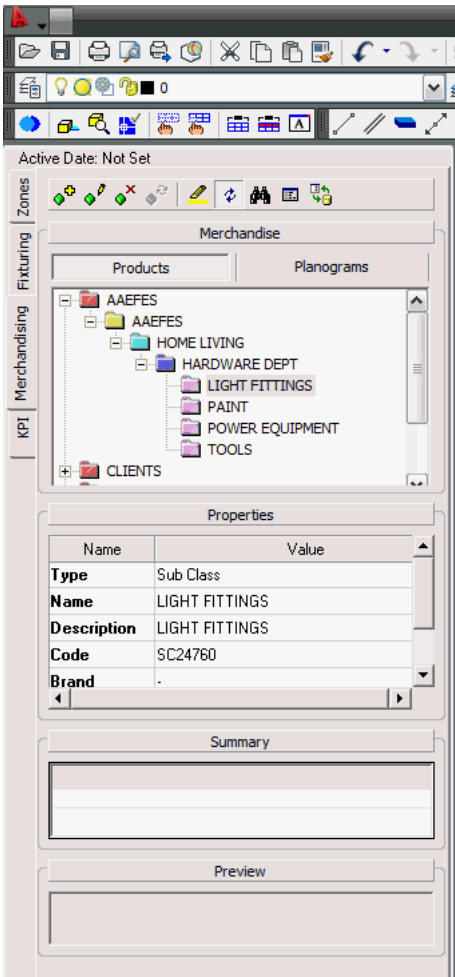 0
Active Date: Not Set
Zones
Fixturing
Merchandising
KPI
Merchandise
Products
Planograms
AAEFES
AAEFES
HOME LIVING
HARDWARE DEPT
LIGHT FITTINGS
PAINT
POWER EQUIPMENT
TOOLS
CLIENTS
Properties
Name Value
Type Sub Class
Name LIGHT FITTINGS
Description LIGHT FITTINGS
Code SC24760
Brand -
Summary
Preview